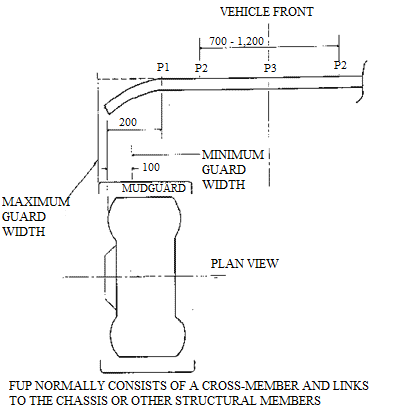 VEHICLE FRONT
700 - 1,200
P1 P2 P3 P2
200
MINIMUM
GUARD
WIDTH
100
MUDGUARD
MAXIMUM
GUARD
WIDTH
PLAN VIEW
FUP NORMALLY CONSISTS OF A CROSS-MEMBER AND LINKS
TO THE CHASSIS OR OTHER STRUCTURAL MEMBERS